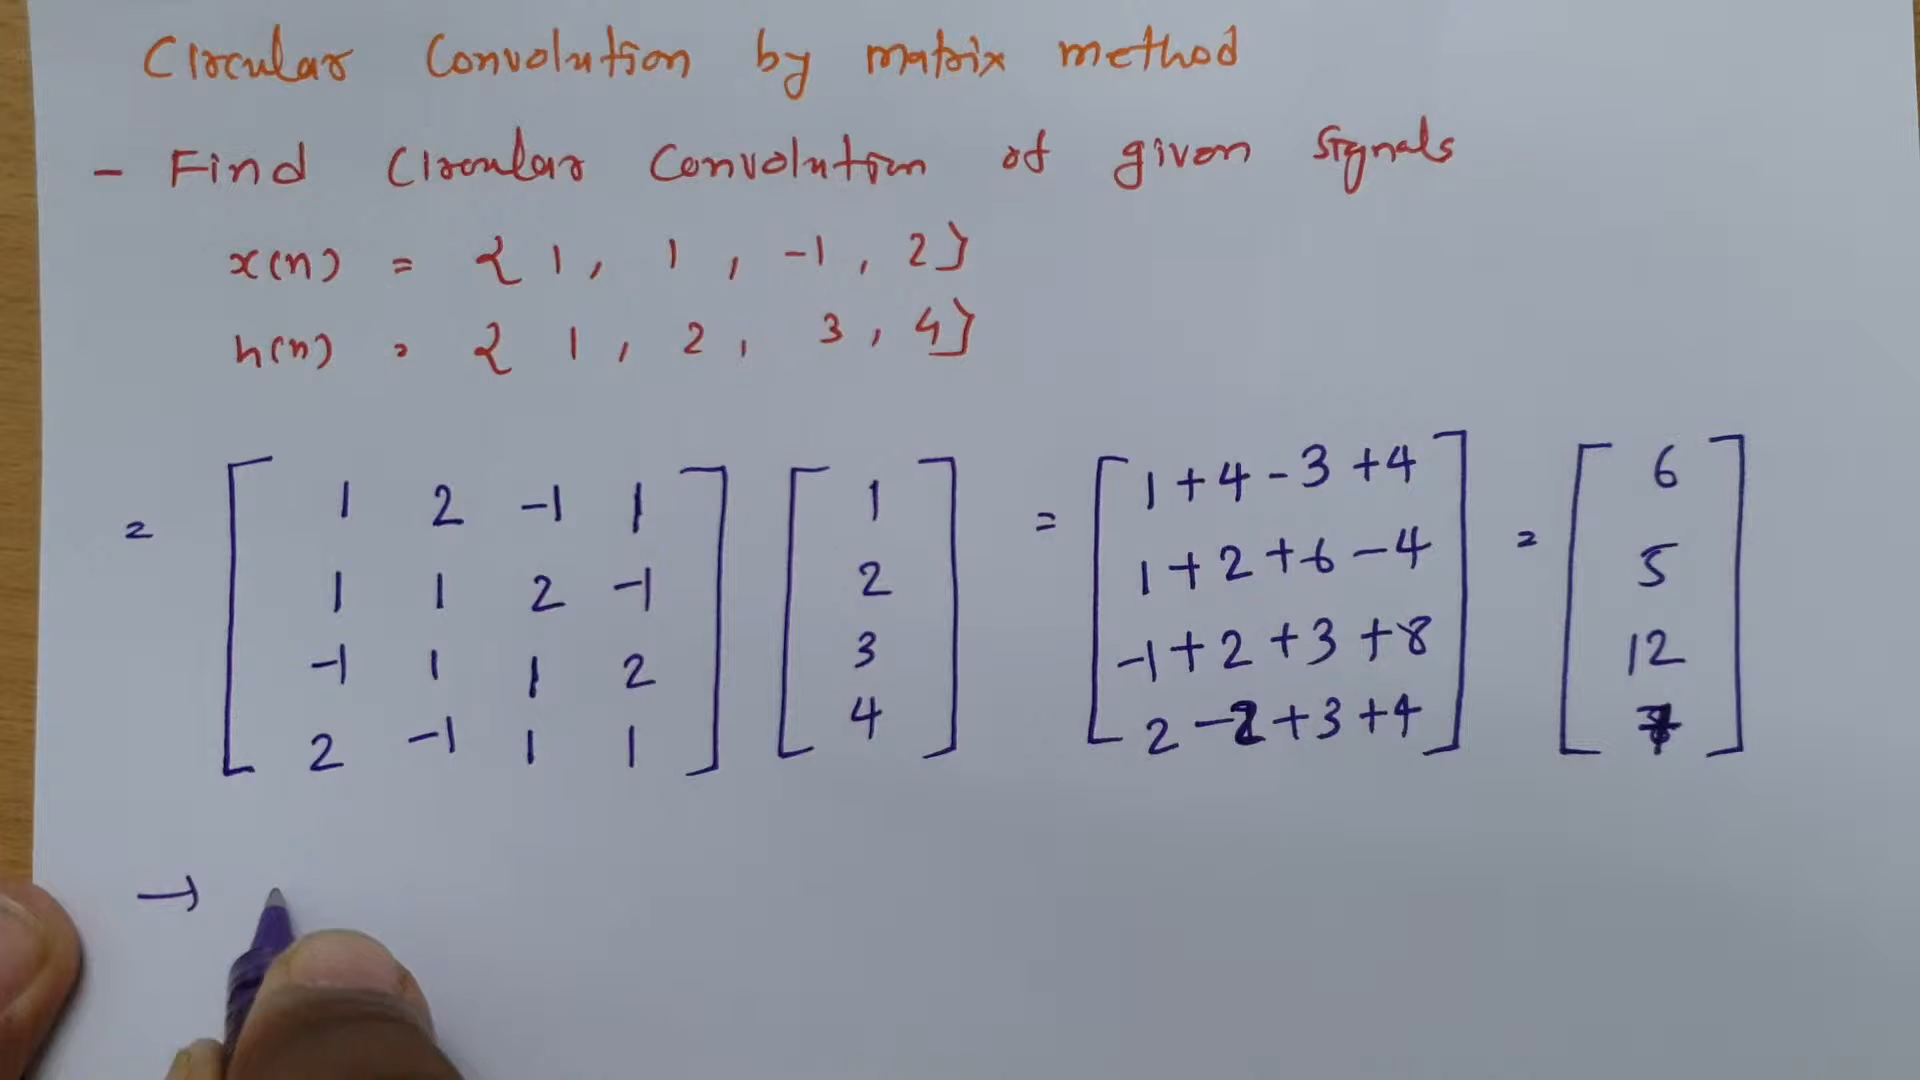 Circular Convolution by matrix method
- Find Circular Convolution of given signals
x(n) = { 1, 1, -1, 2}
h(n) = { 1, 2, 3, 4}
= [ 1 2 -1 1 ] [ 1 ] = [ 1+4-3+4 ] = [ 6 ]
1 1 2 -1 2 1+2+6-4 5
-1 1 1 2 3 -1+2+3+8 12
2 -1 1 1 4 2-2+3+4 7
→